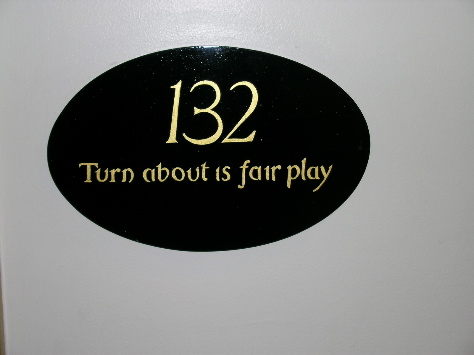 132
Turn about is fair play